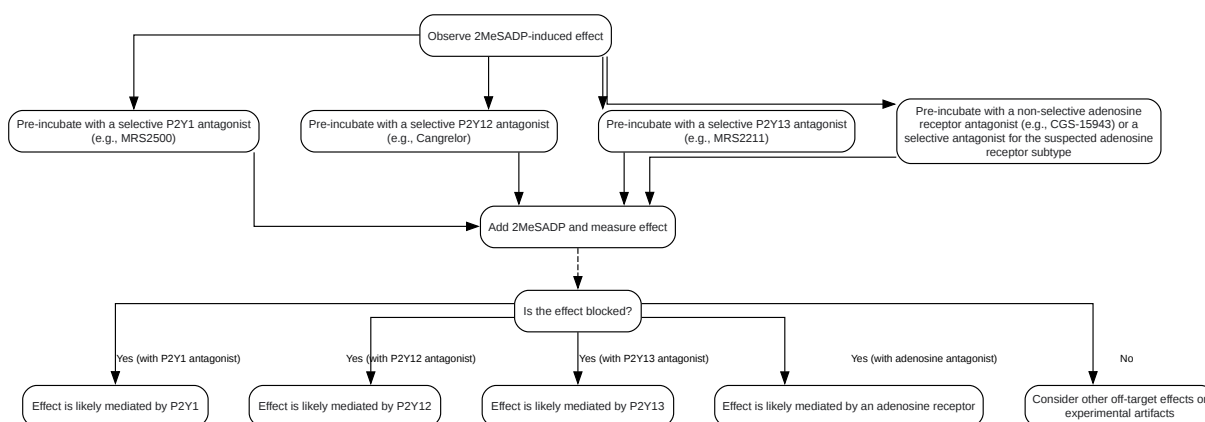 Observe 2MeSADP-induced effect
Pre-incubate with a selective P2Y1 antagonist
(e.g., MRS2500)
Pre-incubate with a selective P2Y12 antagonist
(e.g., Cangrelor)
Pre-incubate with a selective P2Y13 antagonist
(e.g., MRS2211)
Pre-incubate with a non-selective adenosine
receptor antagonist (e.g., CGS-15943) or a
selective antagonist for the suspected adenosine
receptor subtype
Add 2MeSADP and measure effect
Is the effect blocked?
Yes (with P2Y1 antagonist)
Yes (with P2Y12 antagonist)
Yes (with P2Y13 antagonist)
Yes (with adenosine antagonist)
No
Effect is likely mediated by P2Y1
Effect is likely mediated by P2Y12
Effect is likely mediated by P2Y13
Effect is likely mediated by an adenosine receptor
Consider other off-target effects or
experimental artifacts